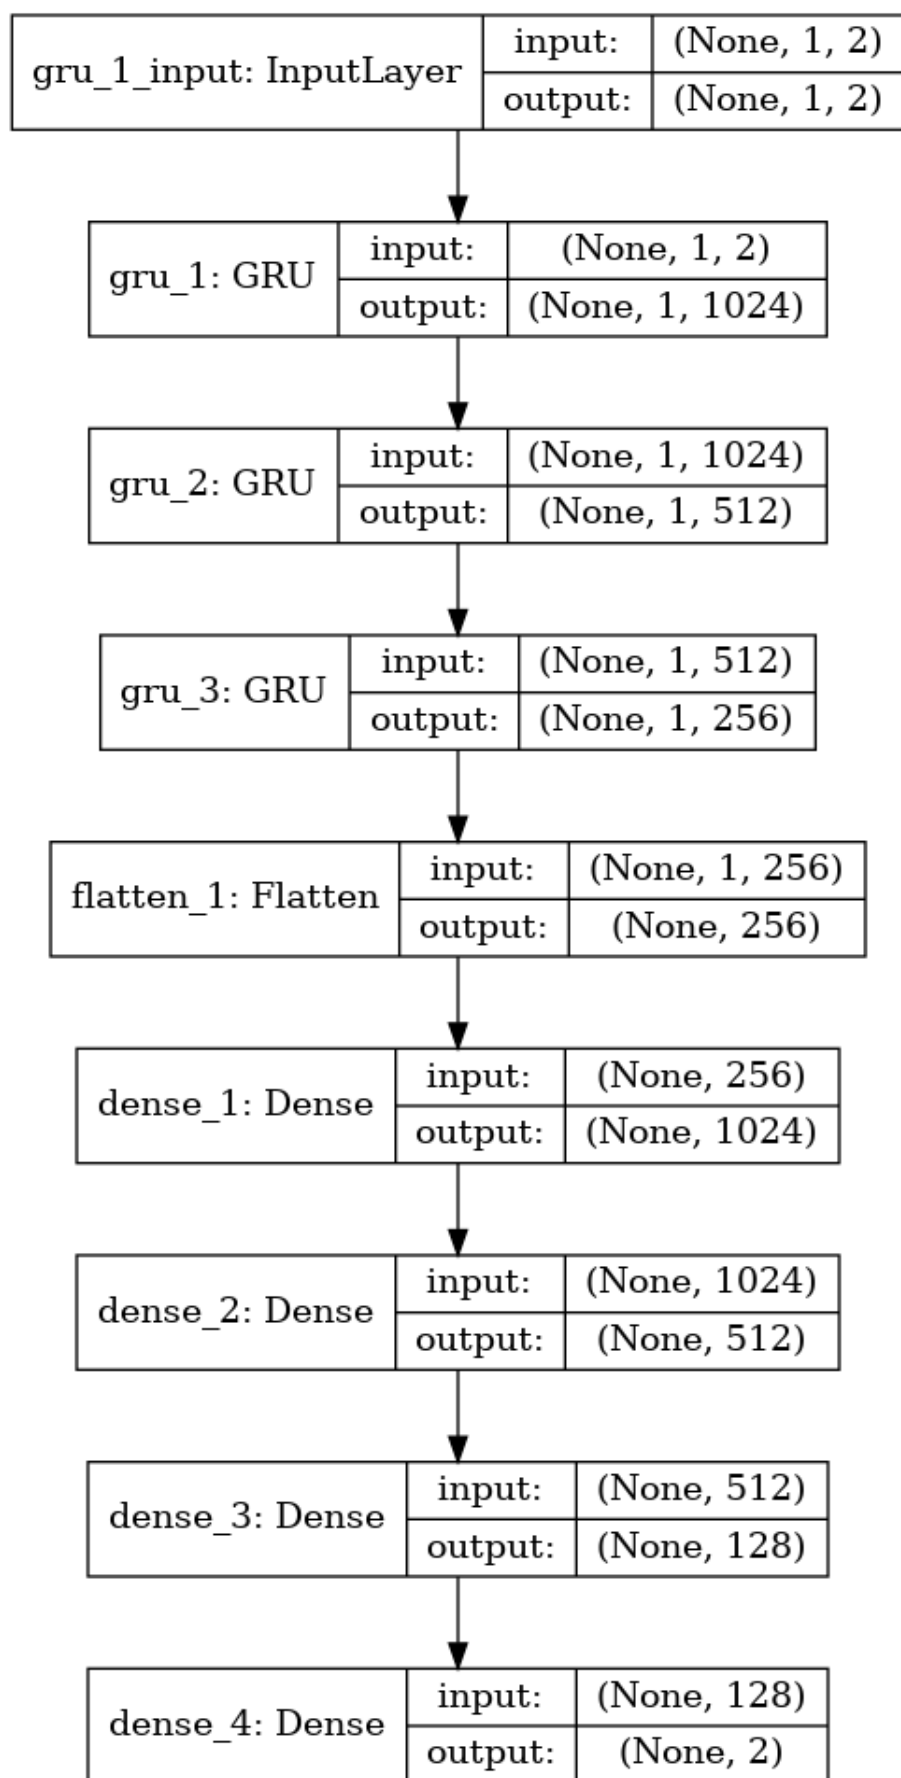 gru_1_input: InputLayer
input: (None, 1, 2)
output: (None, 1, 2)
gru_1: GRU
input: (None, 1, 2)
output: (None, 1, 1024)
gru_2: GRU
input: (None, 1, 1024)
output: (None, 1, 512)
gru_3: GRU
input: (None, 1, 512)
output: (None, 1, 256)
flatten_1: Flatten
input: (None, 1, 256)
output: (None, 256)
dense_1: Dense
input: (None, 256)
output: (None, 1024)
dense_2: Dense
input: (None, 1024)
output: (None, 512)
dense_3: Dense
input: (None, 512)
output: (None, 128)
dense_4: Dense
input: (None, 128)
output: (None, 2)